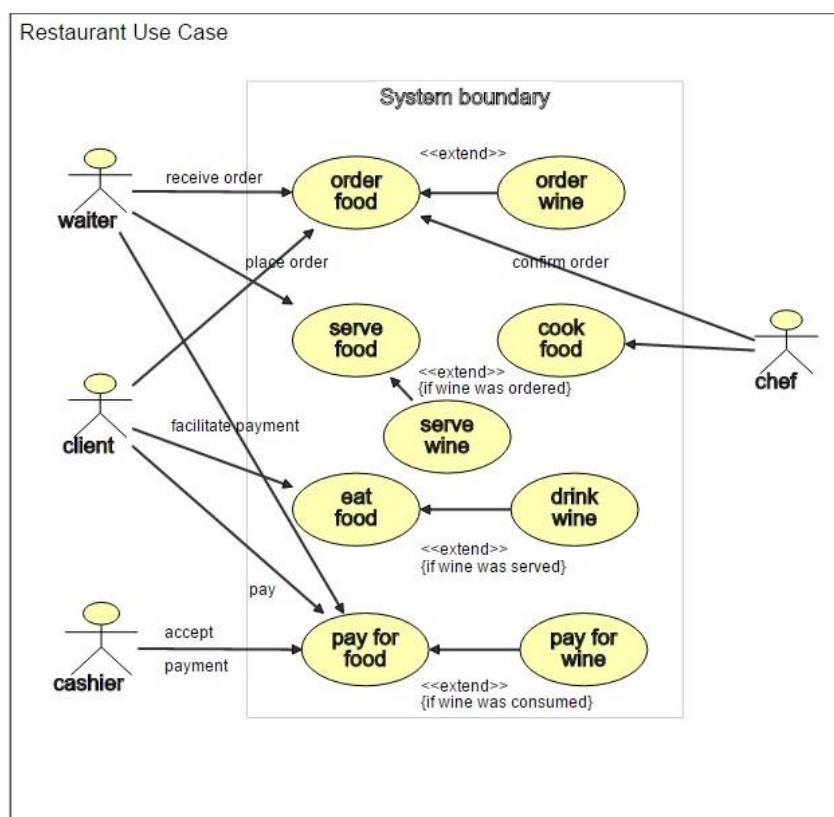 Restaurant Use Case
System boundary
<<extend>>
receive order
order
food
order
wine
waiter
place order
confirm order
serve
food
cook
food
chef
<<extend>>
{if wine was ordered}
serve
wine
facilitate payment
client
eat
food
drink
wine
<<extend>>
{if wine was served}
pay
accept
payment
cashier
pay for
food
pay for
wine
<<extend>>
{if wine was consumed}